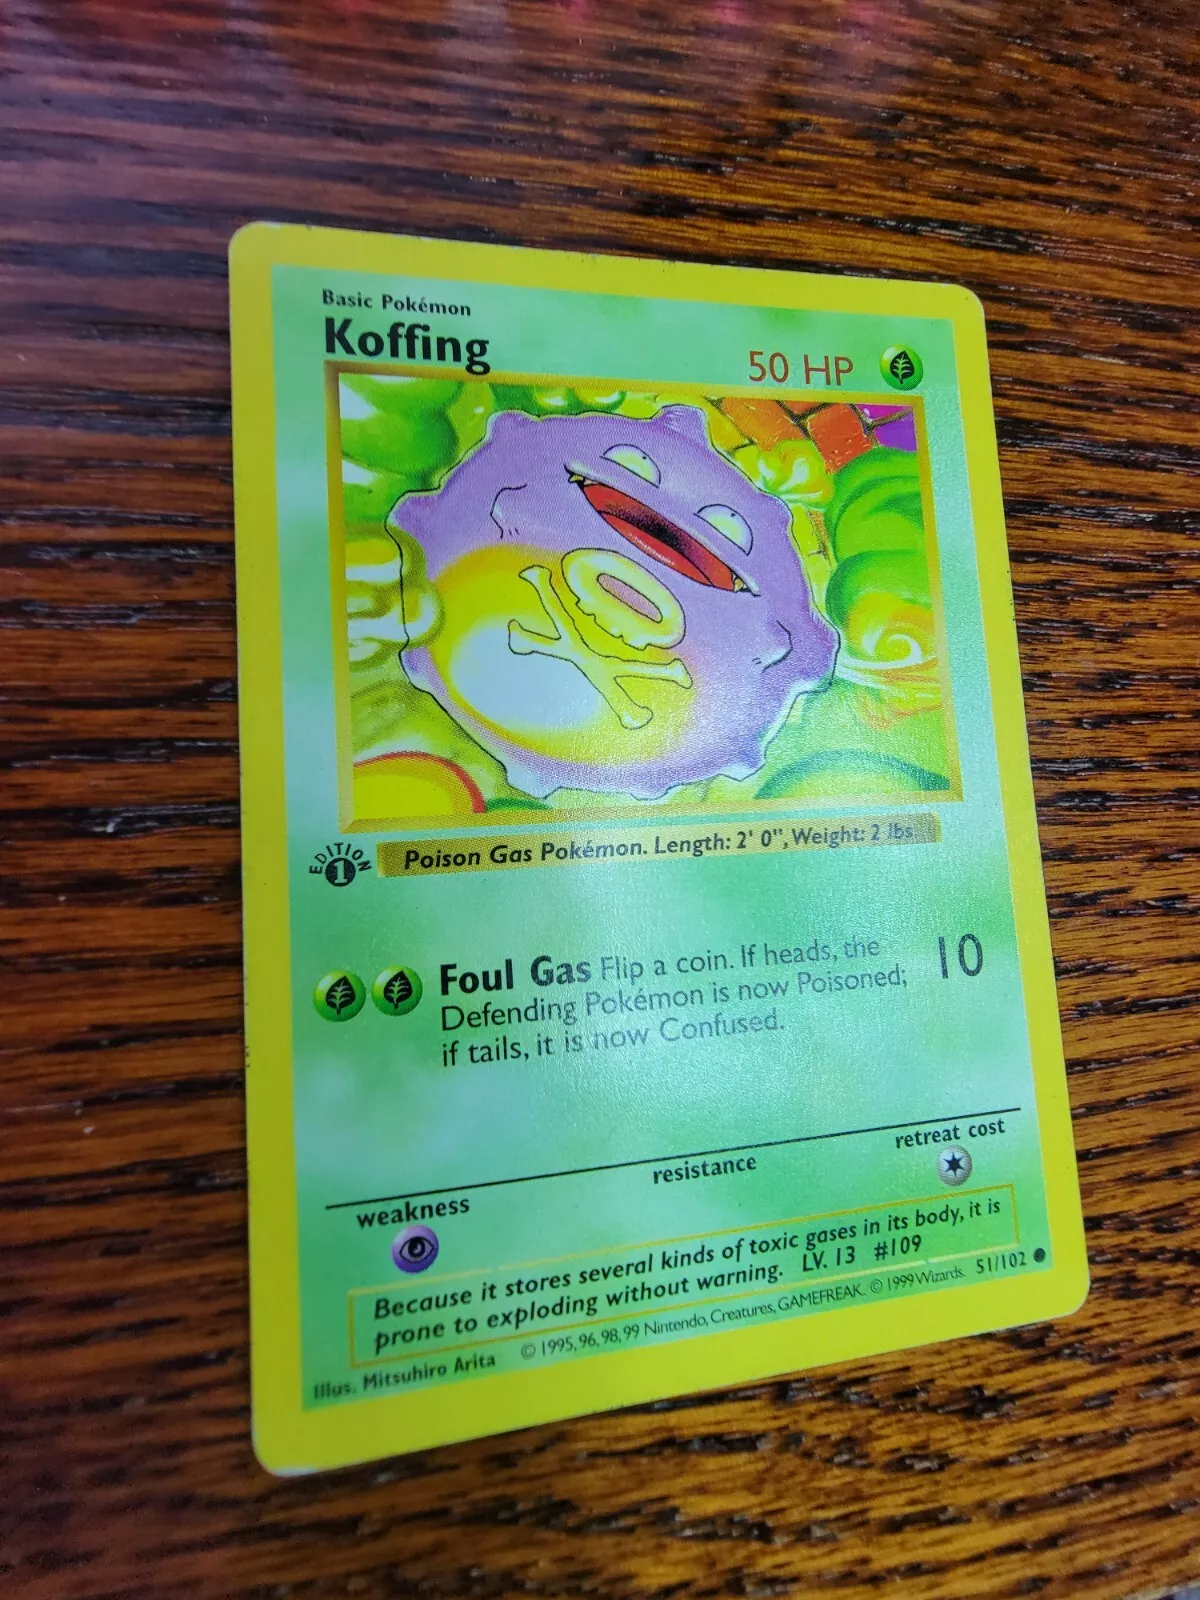 Basic Pokémon
Koffing
50 HP
EDITION
1
Poison Gas Pokémon. Length: 2' 0", Weight: 2 lbs
Foul Gas Flip a coin. If heads, the
Defending Pokémon is now Poisoned;
if tails, it is now Confused.
10
weakness
resistance
retreat cost
Because it stores several kinds of toxic gases in its body, it is
prone to exploding without warning. LV. 13 #109
Illus. Mitsuhiro Arita
© 1995, 96, 98, 99 Nintendo, Creatures, GAMEFREAK. © 1999 Wizards.
51/102